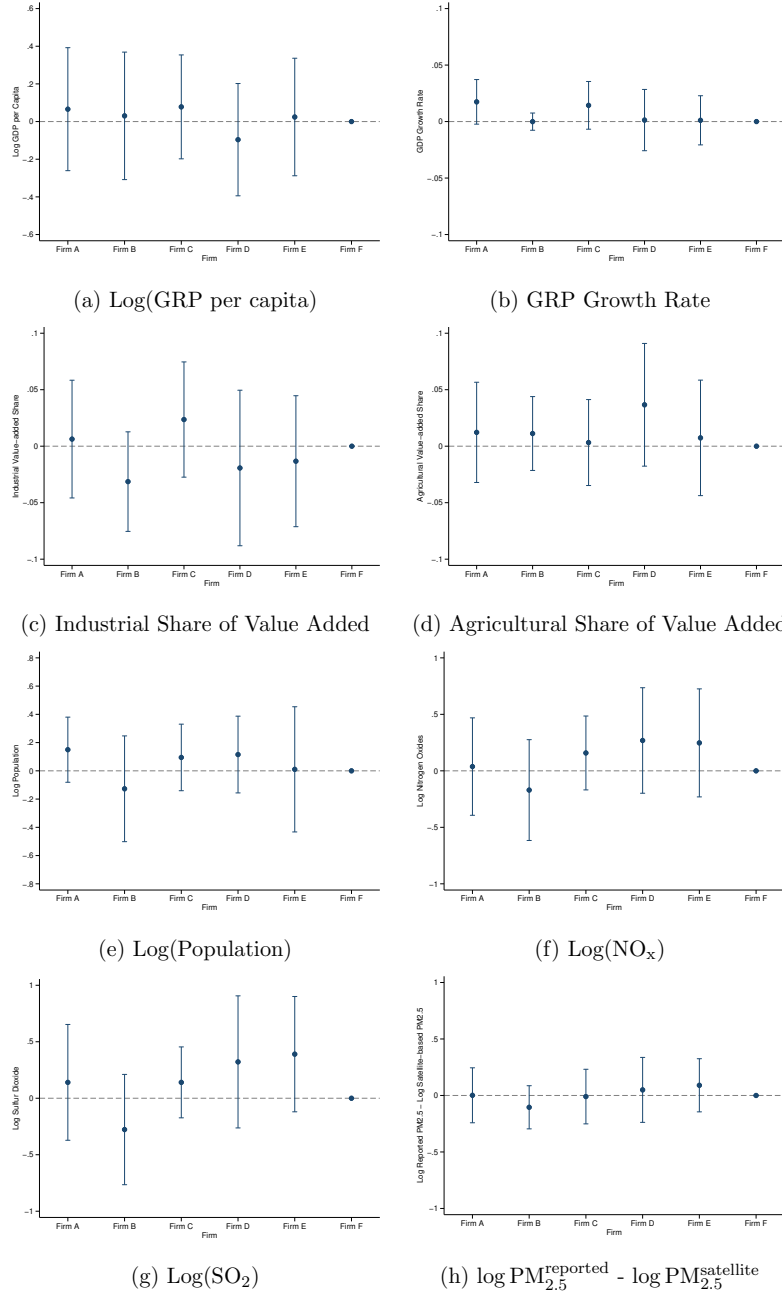 .6
.4
.2
0
-.2
-.4
-.6
Log GDP per Capita
Firm A Firm B Firm C Firm D Firm E Firm F
Firm
(a) Log(GRP per capita)
.1
.05
0
-.05
-.1
GDP Growth Rate
Firm A Firm B Firm C Firm D Firm E Firm F
Firm
(b) GRP Growth Rate
.1
.05
0
-.05
-.1
Industrial Value-added Share
Firm A Firm B Firm C Firm D Firm E Firm F
Firm
(c) Industrial Share of Value Added
.1
.05
0
-.05
-.1
Agricultural Value-added Share
Firm A Firm B Firm C Firm D Firm E Firm F
Firm
(d) Agricultural Share of Value Added
.8
.6
.4
.2
0
-.2
-.4
-.6
-.8
Log Population
Firm A Firm B Firm C Firm D Firm E Firm F
Firm
(e) Log(Population)
1
.5
0
-.5
-1
Log Nitrogen Oxides
Firm A Firm B Firm C Firm D Firm E Firm F
Firm
(f) Log(NOₓ)
1
.5
0
-.5
-1
Log Sulfur Dioxide
Firm A Firm B Firm C Firm D Firm E Firm F
Firm
(g) Log(SO₂)
1
.5
0
-.5
-1
Log Reported PM2.5 - Log Satellite-based PM2.5
Firm A Firm B Firm C Firm D Firm E Firm F
Firm
(h) log PM2.5 reported - log PM2.5 satellite